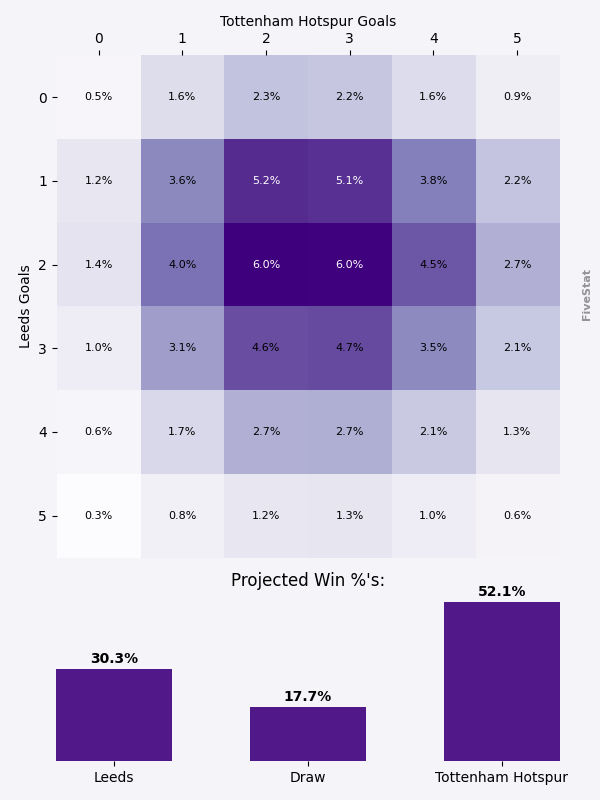 Tottenham Hotspur Goals
0 1 2 3 4 5
0 0.5% 1.6% 2.3% 2.2% 1.6% 0.9%
1 1.2% 3.6% 5.2% 5.1% 3.8% 2.2%
2 1.4% 4.0% 6.0% 6.0% 4.5% 2.7%
3 1.0% 3.1% 4.6% 4.7% 3.5% 2.1%
4 0.6% 1.7% 2.7% 2.7% 2.1% 1.3%
5 0.3% 0.8% 1.2% 1.3% 1.0% 0.6%
Leeds Goals
FiveStat
Projected Win %'s:
30.3% 17.7% 52.1%
Leeds Draw Tottenham Hotspur